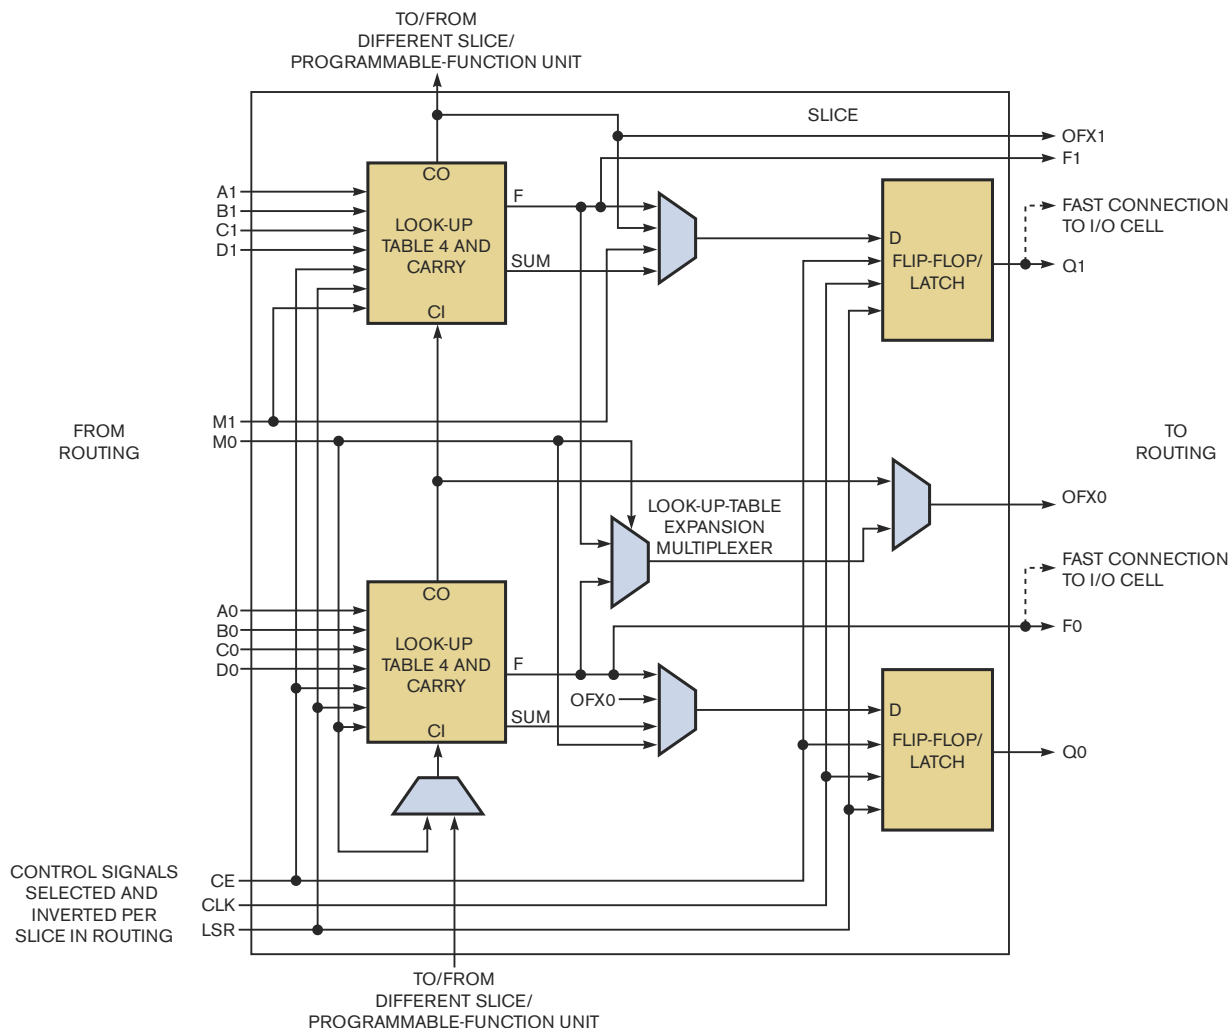 TO/FROM
DIFFERENT SLICE/
PROGRAMMABLE-FUNCTION UNIT
SLICE
OFX1
F1
CO
A1
B1
C1
D1
F
LOOK-UP
TABLE 4 AND
CARRY
SUM
CI
D
FLIP-FLOP/
LATCH
FAST CONNECTION
TO I/O CELL
Q1
FROM
ROUTING
M1
M0
TO
ROUTING
LOOK-UP-TABLE
EXPANSION
MULTIPLEXER
OFX0
FAST CONNECTION
TO I/O CELL
F0
CO
A0
B0
C0
D0
LOOK-UP
TABLE 4 AND
CARRY
F
OFX0
SUM
CI
D
FLIP-FLOP/
LATCH
Q0
CONTROL SIGNALS
SELECTED AND
INVERTED PER
SLICE IN ROUTING
CE
CLK
LSR
TO/FROM
DIFFERENT SLICE/
PROGRAMMABLE-FUNCTION UNIT